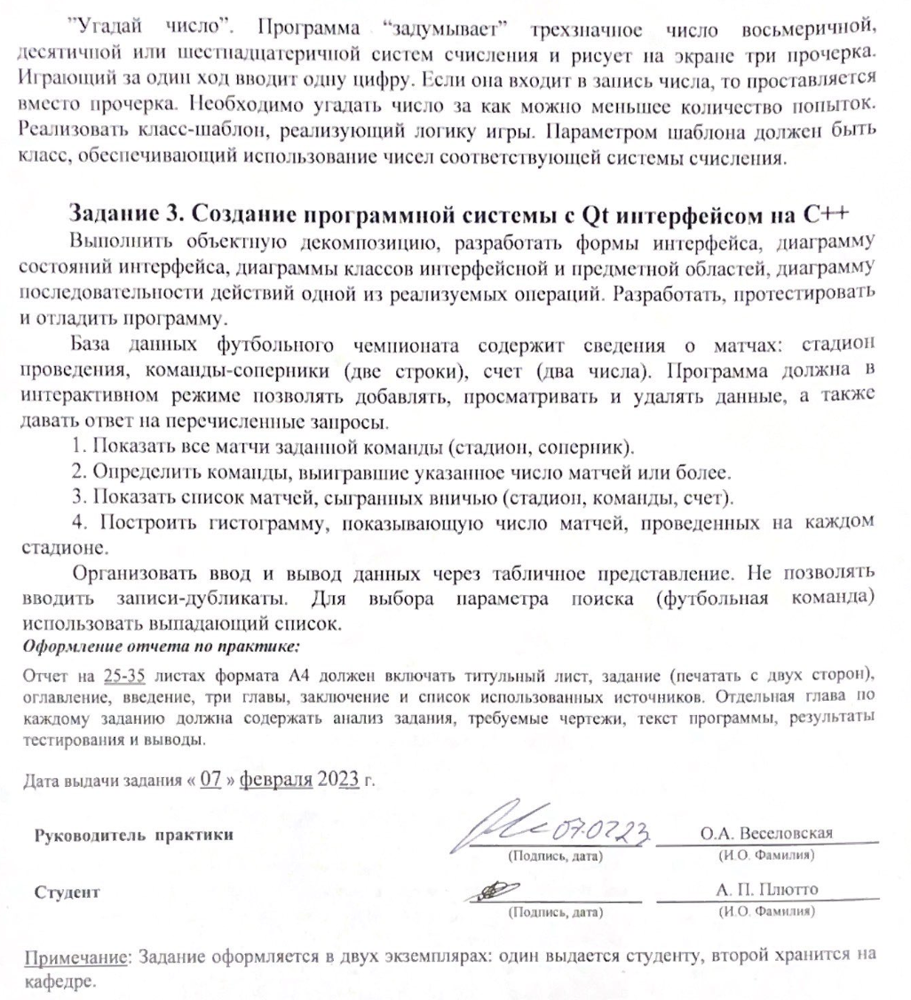 ”Угадай число”. Программа “задумывает” трехзначное число восьмеричной,
десятичной или шестнадцатеричной систем счисления и рисует на экране три прочерка.
Играющий за один ход вводит одну цифру. Если она входит в запись числа, то проставляется
вместо прочерка. Необходимо угадать число за как можно меньшее количество попыток.
Реализовать класс-шаблон, реализующий логику игры. Параметром шаблона должен быть
класс, обеспечивающий использование чисел соответствующей системы счисления.
Задание 3. Создание программной системы с Qt интерфейсом на C++
Выполнить объектную декомпозицию, разработать формы интерфейса, диаграмму
состояний интерфейса, диаграммы классов интерфейсной и предметной областей, диаграмму
последовательности действий одной из реализуемых операций. Разработать, протестировать
и отладить программу.
База данных футбольного чемпионата содержит сведения о матчах: стадион
проведения, команды-соперники (две строки), счет (два числа). Программа должна в
интерактивном режиме позволять добавлять, просматривать и удалять данные, а также
давать ответ на перечисленные запросы.
1. Показать все матчи заданной команды (стадион, соперник).
2. Определить команды, выигравшие указанное число матчей или более.
3. Показать список матчей, сыгранных вничью (стадион, команды, счет).
4. Построить гистограмму, показывающую число матчей, проведенных на каждом
стадионе.
Организовать ввод и вывод данных через табличное представление. Не позволять
вводить записи-дубликаты. Для выбора параметра поиска (футбольная команда)
использовать выпадающий список.
Оформление отчета по практике:
Отчет на 25-35 листах формата А4 должен включать титульный лист, задание (печатать с двух сторон),
оглавление, введение, три главы, заключение и список использованных источников. Отдельная глава по
каждому заданию должна содержать анализ задания, требуемые чертежи, текст программы, результаты
тестирования и выводы.
Дата выдачи задания « 07 » февраля 2023 г.
Руководитель практики 07.02.23 О.А. Веселовская
(Подпись, дата) (И.О. Фамилия)
Студент А. П. Плютто
(Подпись, дата) (И.О. Фамилия)
Примечание: Задание оформляется в двух экземплярах: один выдается студенту, второй хранится на
кафедре.